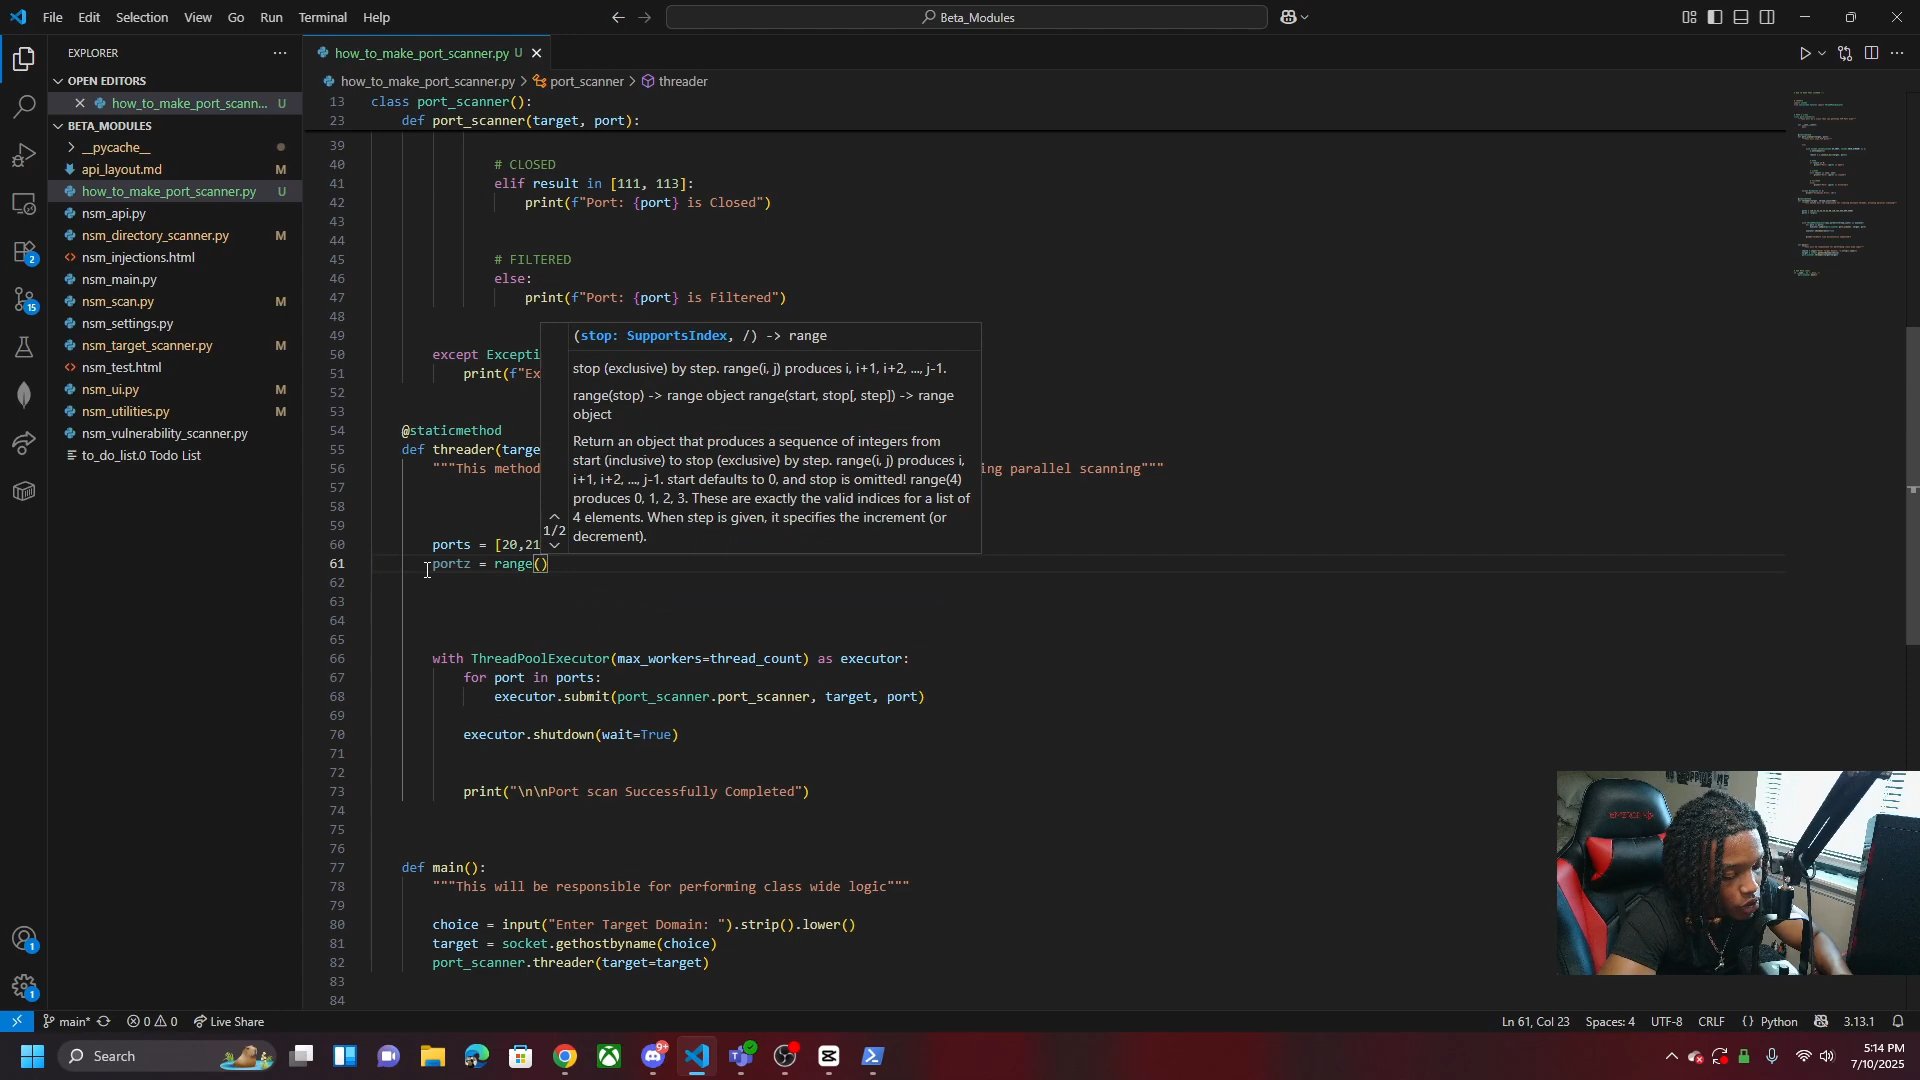 File Edit Selection View Go Run Terminal Help
Beta_Modules
EXPLORER
OPEN EDITORS
how_to_make_port_scann... U
BETA_MODULES
__pycache__
api_layout.md M
how_to_make_port_scanner.py U
nsm_api.py
nsm_directory_scanner.py M
nsm_injections.html
nsm_main.py
nsm_scan.py M
nsm_settings.py
nsm_target_scanner.py M
nsm_test.html
nsm_ui.py M
nsm_utilities.py M
nsm_vulnerability_scanner.py
to_do_list.0 Todo List
2
15
1
1
how_to_make_port_scanner.py U
how_to_make_port_scanner.py > port_scanner > threader
13 class port_scanner():
23 def port_scanner(target, port):
39
40 # CLOSED
41 elif result in [111, 113]:
42 print(f"Port: {port} is Closed")
43
44
45 # FILTERED
46 else:
47 print(f"Port: {port} is Filtered")
48
49
50 except Excepti
51 print(f"Ex
52
53
54 @staticmethod
55 def threader(targe
56 """This method ing parallel scanning"""
57
58
59
60 ports = [20,21
61 portz = range()
62
63
64
65
66 with ThreadPoolExecutor(max_workers=thread_count) as executor:
67 for port in ports:
68 executor.submit(port_scanner.port_scanner, target, port)
69
70 executor.shutdown(wait=True)
71
72
73 print("\n\nPort scan Successfully Completed")
74
75
76
77 def main():
78 """This will be responsible for performing class wide logic"""
79
80 choice = input("Enter Target Domain: ").strip().lower()
81 target = socket.gethostbyname(choice)
82 port_scanner.threader(target=target)
83
84
(stop: SupportsIndex, /) -> range
stop (exclusive) by step. range(i, j) produces i, i+1, i+2, ..., j-1.
range(stop) -> range object range(start, stop[, step]) -> range
object
Return an object that produces a sequence of integers from
start (inclusive) to stop (exclusive) by step. range(i, j) produces i,
i+1, i+2, ..., j-1. start defaults to 0, and stop is omitted! range(4)
produces 0, 1, 2, 3. These are exactly the valid indices for a list of
4 elements. When step is given, it specifies the increment (or
decrement).
1/2
main* 0 0 Live Share
Ln 61, Col 23 Spaces: 4 UTF-8 CRLF {} Python 3.13.1
Search
9+
5:14 PM
7/10/2025